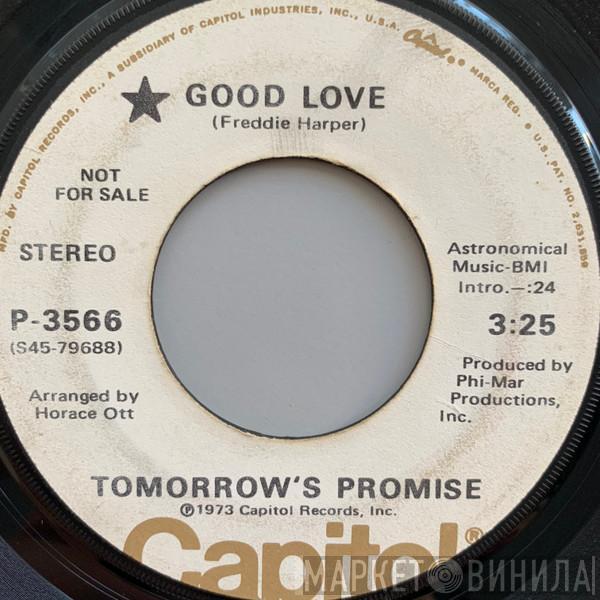 MFD. BY CAPITOL RECORDS, INC., A SUBSIDIARY OF CAPITOL INDUSTRIES, INC., U.S.A. Capitol MARCA REG. • U.S. PAT. NO. 2,631,859
GOOD LOVE
(Freddie Harper)
NOT
FOR SALE
STEREO
P-3566
(S45-79688)
Arranged by
Horace Ott
Astronomical
Music-BMI
Intro.—:24
3:25
Produced by
Phi-Mar
Productions,
Inc.
TOMORROW'S PROMISE
Ⓟ1973 Capitol Records, Inc.
Capitol®
МАРКЕТ ВИНИЛА